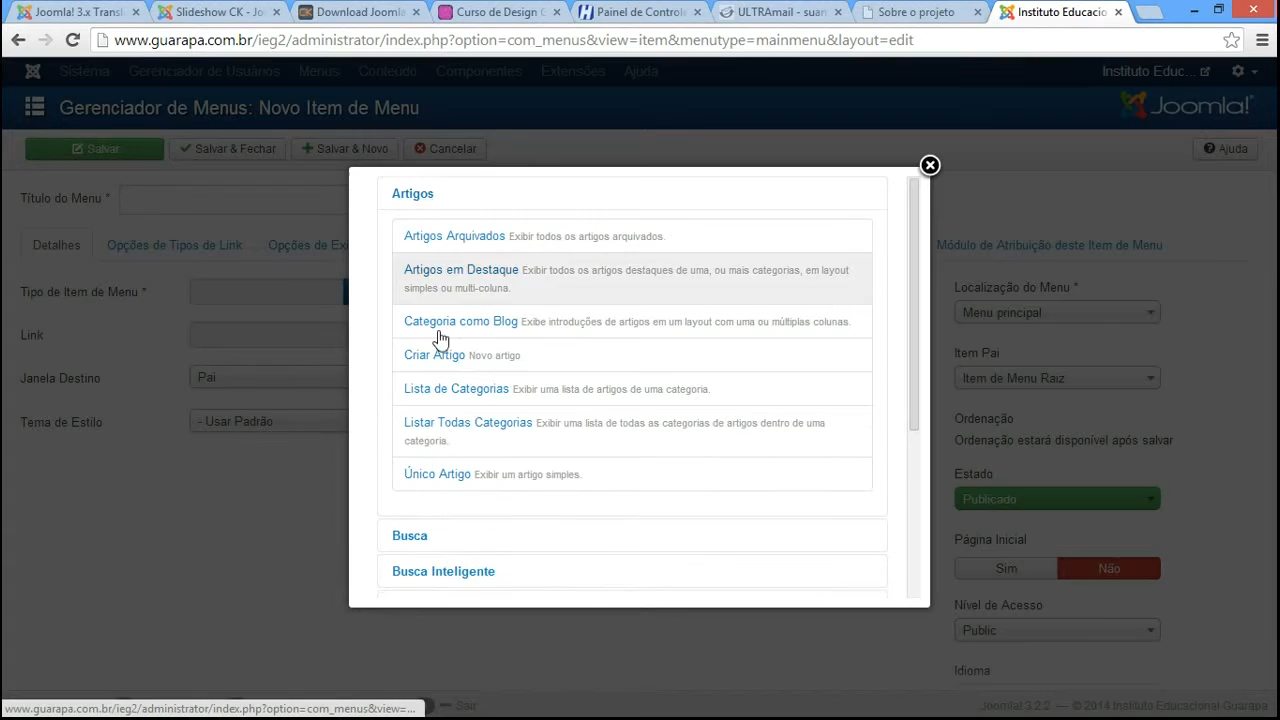 Joomla! 3.x Transl
Slideshow CK - Jo
Download Joomla
Curso de Design G
Painel de Controle
ULTRAmail - suar
Sobre o projeto
Instituto Educacio
www.guarapa.com.br/ieg2/administrator/index.php?option=com_menus&view=item&menutype=mainmenu&layout=edit
Sistema Gerenciador de Usuários Menus Conteúdo Componentes Extensões Ajuda
Instituto Educ...
Gerenciador de Menus: Novo Item de Menu
Joomla!
Salvar
Salvar & Fechar
Salvar & Novo
Cancelar
Ajuda
Título do Menu *
Detalhes
Opções de Tipos de Link
Opções de Exi
Módulo de Atribuição deste Item de Menu
Tipo de Item de Menu *
Link
Janela Destino
Pai
Tema de Estilo
- Usar Padrão
Artigos
Artigos Arquivados Exibir todos os artigos arquivados.
Artigos em Destaque Exibir todos os artigos destaques de uma, ou mais categorias, em layout
simples ou multi-coluna.
Categoria como Blog Exibe introduções de artigos em um layout com uma ou múltiplas colunas.
Criar Artigo Novo artigo
Lista de Categorias Exibir uma lista de artigos de uma categoria.
Listar Todas Categorias Exibir uma lista de todas as categorias de artigos dentro de uma
categoria.
Único Artigo Exibir um artigo simples.
Busca
Busca Inteligente
Localização do Menu *
Menu principal
Item Pai
Item de Menu Raiz
Ordenação
Ordenação estará disponível após salvar
Estado
Publicado
Página Inicial
Sim
Não
Nível de Acesso
Public
Idioma
www.guarapa.com.br/ieg2/administrator/index.php?option=com_menus&view=...
Sair
Joomla! 3.2.2 — © 2014 Instituto Educacional Guarapa